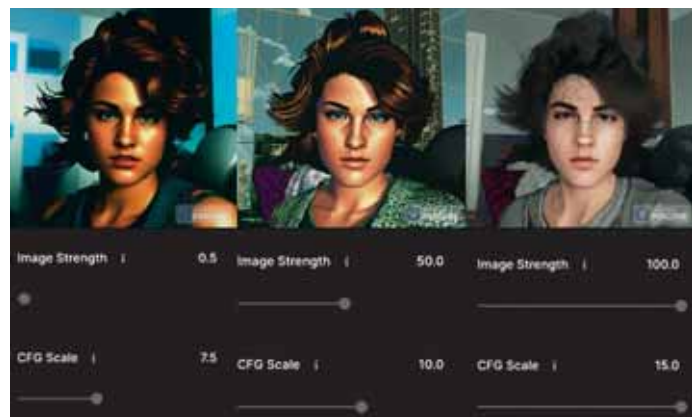 Image Strength i 0.5
Image Strength i 50.0
Image Strength i 100.0
CFG Scale i 7.5
CFG Scale i 10.0
CFG Scale i 15.0